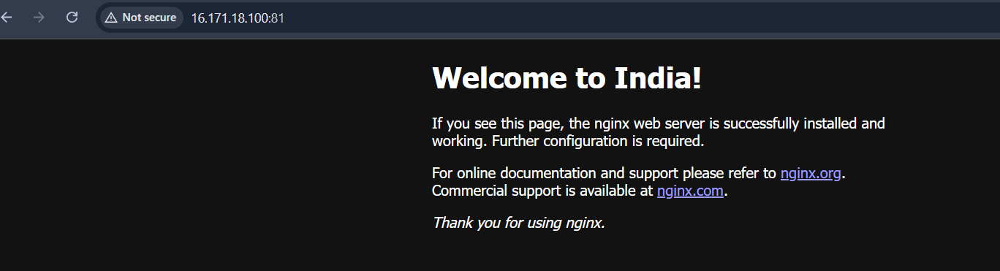 Not secure 16.171.18.100:81
Welcome to India!
If you see this page, the nginx web server is successfully installed and
working. Further configuration is required.
For online documentation and support please refer to nginx.org.
Commercial support is available at nginx.com.
Thank you for using nginx.